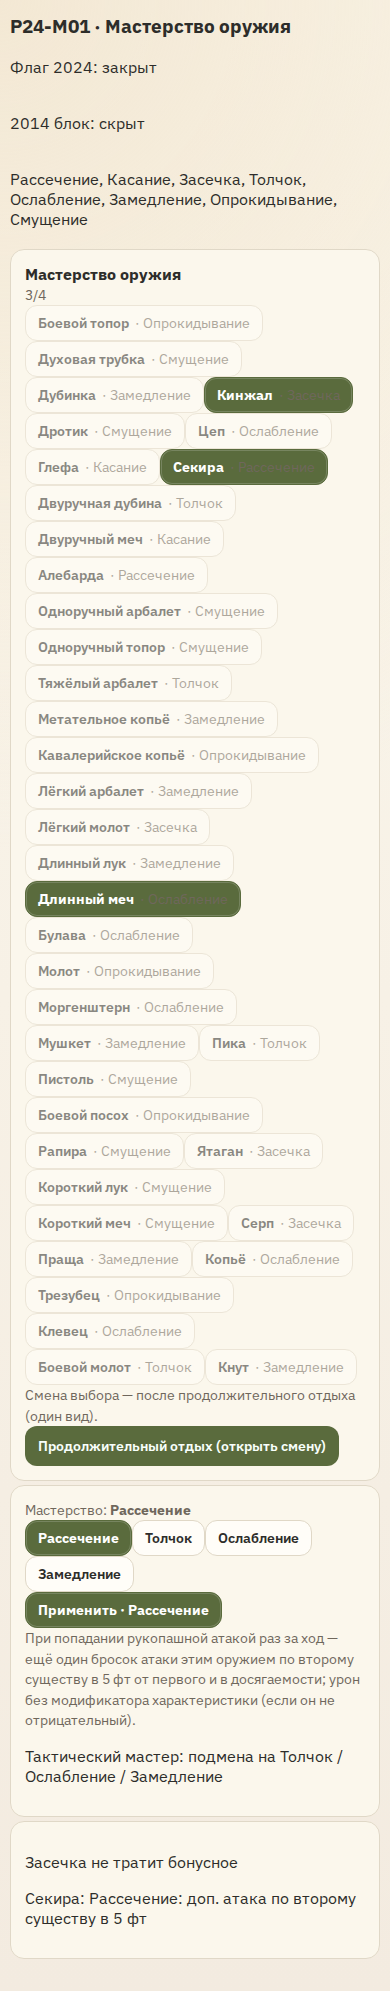 P24-M01 · Мастерство оружия
Флаг 2024: закрыт
2014 блок: скрыт
Рассечение, Касание, Засечка, Толчок,
Ослабление, Замедление, Опрокидывание,
Смущение
Мастерство оружия
3/4
Боевой топор · Опрокидывание
Духовая трубка · Смущение
Дубинка · Замедление Кинжал · Засечка
Дротик · Смущение Цеп · Ослабление
Глефа · Касание Секира · Рассечение
Двуручная дубина · Толчок
Двуручный меч · Касание
Алебарда · Рассечение
Одноручный арбалет · Смущение
Одноручный топор · Смущение
Тяжёлый арбалет · Толчок
Метательное копьё · Замедление
Кавалерийское копьё · Опрокидывание
Лёгкий арбалет · Замедление
Лёгкий молот · Засечка
Длинный лук · Замедление
Длинный меч · Ослабление
Булава · Ослабление
Молот · Опрокидывание
Моргенштерн · Ослабление
Мушкет · Замедление Пика · Толчок
Пистоль · Смущение
Боевой посох · Опрокидывание
Рапира · Смущение Ятаган · Засечка
Короткий лук · Смущение
Короткий меч · Смущение Серп · Засечка
Праща · Замедление Копьё · Ослабление
Трезубец · Опрокидывание
Клевец · Ослабление
Боевой молот · Толчок Кнут · Замедление
Смена выбора — после продолжительного отдыха
(один вид).
Продолжительный отдых (открыть смену)
Мастерство: Рассечение
Рассечение Толчок Ослабление
Замедление
Применить · Рассечение
При попадании рукопашной атакой раз за ход —
ещё один бросок атаки этим оружием по второму
существу в 5 фт от первого и в досягаемости; урон
без модификатора характеристики (если он не
отрицательный).
Тактический мастер: подмена на Толчок /
Ослабление / Замедление
Засечка не тратит бонусное
Секира: Рассечение: доп. атака по второму
существу в 5 фт